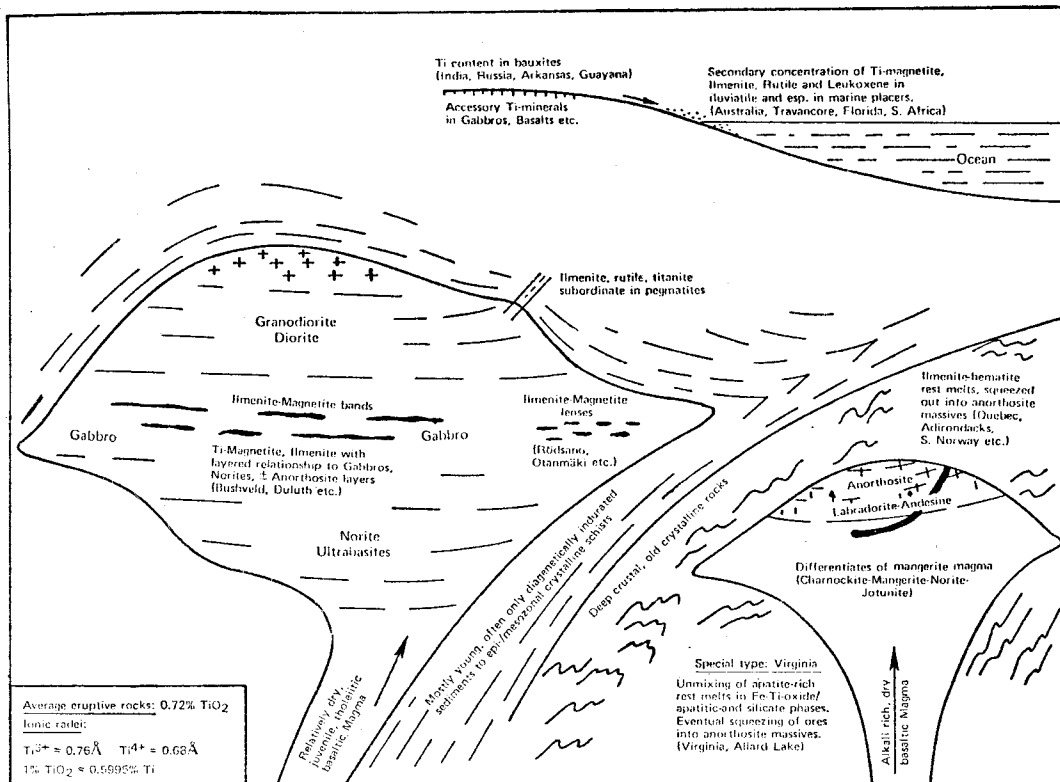 Ti content in bauxites
(India, Russia, Arkansas, Guayana)
Accessory Ti-minerals
in Gabbros, Basalts etc.
Secondary concentration of Ti-magnetite,
Ilmenite, Rutile and Leukoxene in
fluviatile and esp. in marine placers.
(Australia, Travancore, Florida, S. Africa)
Ocean
Ilmenite, rutile, titanite
subordinate in pegmatites
Granodiorite
Diorite
Ilmenite-Magnetite bands
Gabbro
Gabbro
Ti-Magnetite, Ilmenite with
layered relationship to Gabbros,
Norites, ± Anorthosite layers
(Bushveld, Duluth etc.)
Ilmenite-Magnetite
lenses
(Rödsano,
Otanmäki etc.)
Norite
Ultrabasites
Ilmenite-hematite
rest melts, squeezed
out into anorthosite
massives (Quebec,
Adirondacks,
S. Norway etc.)
Anorthosite
Labradorite-Andesine
Differentiates of mangerite magma
(Charnockite-Mangerite-Norite-
Jotunite)
Mostly young, often only diagenetically indurated
sediments to epi-/mesozonal crystalline schists
Deep crustal, old crystalline rocks
Relatively dry,
juvenile, tholeiitic
basaltic Magma
Special type: Virginia
Unmixing of apatite-rich
rest melts in Fe-Ti-oxide/
apatitic and silicate phases.
Eventual squeezing of ores
into anorthosite massives.
(Virginia, Allard Lake)
Alkali rich, dry
basaltic Magma
Average eruptive rocks: 0.72% TiO₂
Ionic radei:
Ti³⁺ = 0.76Å Ti⁴⁺ = 0.68Å
1% TiO₂ = 0.5995% Ti